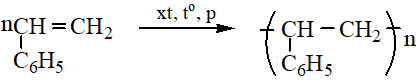 xt, t°, p
nCH = CH₂ ( CH − CH₂ ) n
C₆H₅ C₆H₅